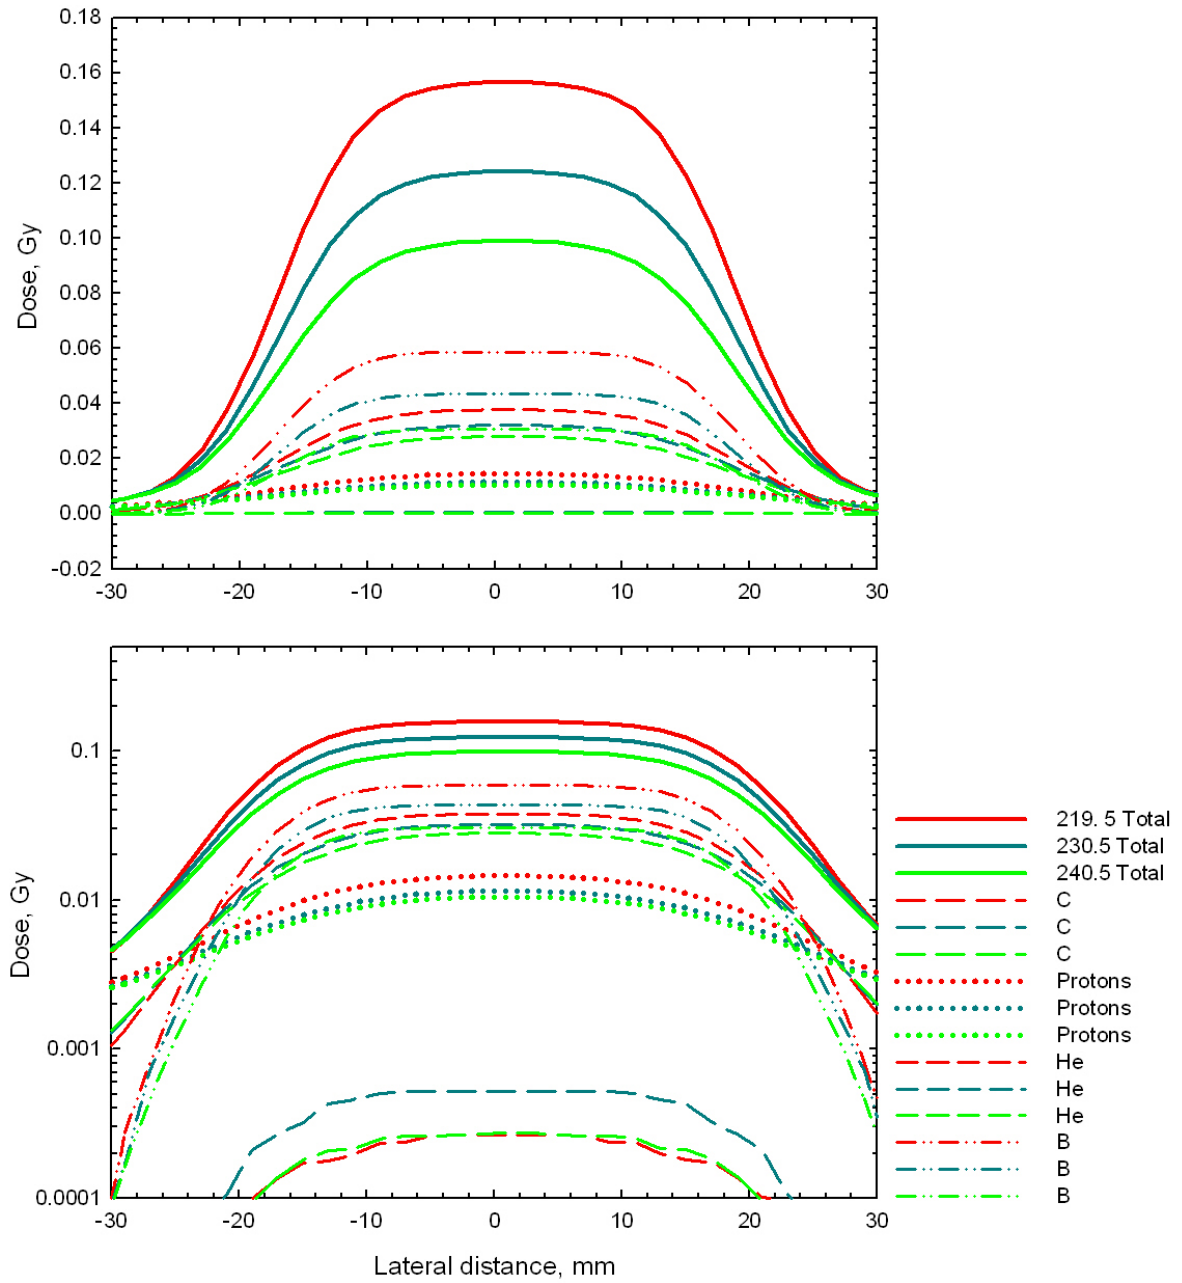 0.18
0.16
0.14
0.12
0.10
0.08
0.06
0.04
0.02
0.00
-0.02
Dose, Gy
-30 -20 -10 0 10 20 30
0.1
0.01
0.001
0.0001
Dose, Gy
-30 -20 -10 0 10 20 30
Lateral distance, mm
219. 5 Total
230.5 Total
240.5 Total
C
C
C
Protons
Protons
Protons
He
He
He
B
B
B